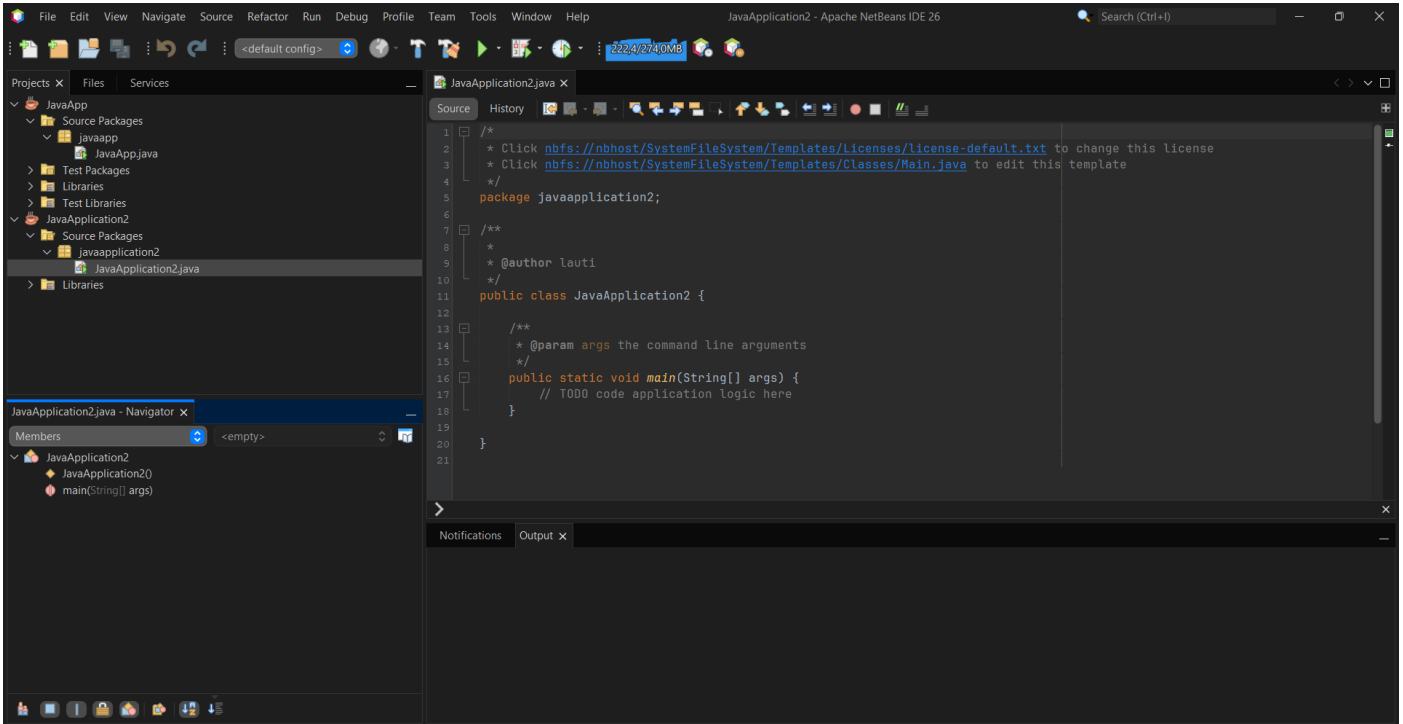 File Edit View Navigate Source Refactor Run Debug Profile Team Tools Window Help
JavaApplication2 - Apache NetBeans IDE 26
Search (Ctrl+I)
<default config>
222,4/274,0MB
Projects Files Services
JavaApp
Source Packages
javaapp
JavaApp.java
Test Packages
Libraries
Test Libraries
JavaApplication2
Source Packages
javaapplication2
JavaApplication2.java
Libraries
JavaApplication2.java - Navigator
Members
<empty>
JavaApplication2
JavaApplication2()
main(String[] args)
JavaApplication2.java
Source History
1 /*
2 * Click nbfs://nbhost/SystemFileSystem/Templates/Licenses/license-default.txt to change this license
3 * Click nbfs://nbhost/SystemFileSystem/Templates/Classes/Main.java to edit this template
4 */
5 package javaapplication2;
6
7 /**
8 *
9 * @author lauti
10 */
11 public class JavaApplication2 {
12
13 /**
14 * @param args the command line arguments
15 */
16 public static void main(String[] args) {
17 // TODO code application logic here
18 }
19
20 }
21
Notifications Output